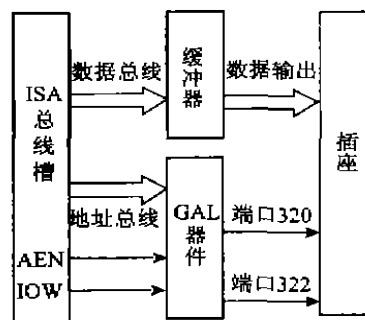 ISA
总
线
槽
数据总线
缓
冲
器
数据输出
插
座
地址总线
GAL
器
件
端口320
AEN
IOW
端口322